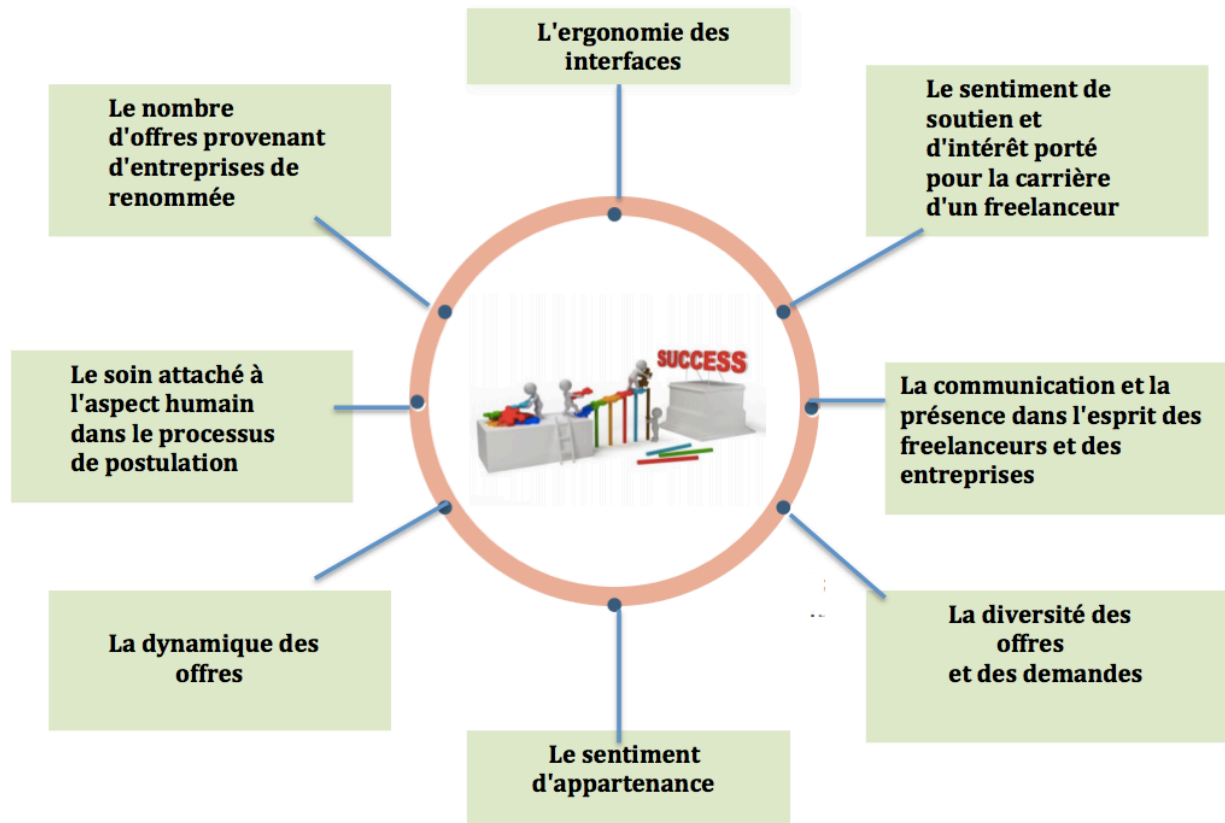 L'ergonomie des
interfaces
Le nombre
d'offres provenant
d'entreprises de
renommée
Le sentiment de
soutien et
d'intérêt porté
pour la carrière
d'un freelanceur
SUCCESS
Le soin attaché à
l'aspect humain
dans le processus
de postulation
La communication et la
présence dans l'esprit des
freelanceurs et des
entreprises
La dynamique des
offres
La diversité des
offres
et des demandes
Le sentiment
d'appartenance